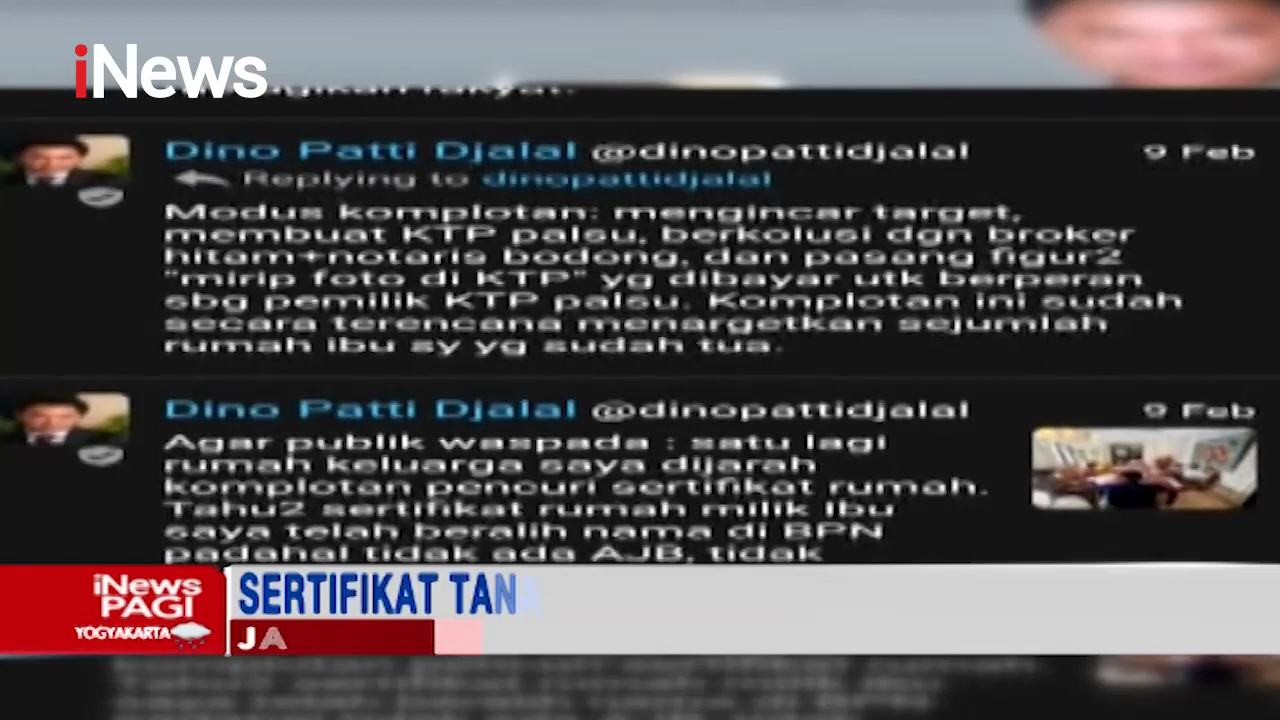 iNews
Dino Patti Djalal @dinopattidjalal 9 Feb
Replying to dinopattidjalal
Modus komplotan: mengincar target,
membuat KTP palsu, berkolusi dgn broker
hitam+notaris bodong, dan pasang figur2
"mirip foto di KTP" yg dibayar utk berperan
sbg pemilik KTP palsu. Komplotan ini sudah
secara terencana menargetkan sejumlah
rumah ibu sy yg sudah tua.
Dino Patti Djalal @dinopattidjalal 9 Feb
Agar publik waspada : satu lagi
rumah keluarga saya dijarah
komplotan pencuri sertifikat rumah.
Tahu2 sertifikat rumah milik Ibu
saya telah beralih nama di BPN
padahal tidak ada AJB, tidak
iNews
PAGI
YOGYAKARTA
SERTIFIKAT TANA
JA